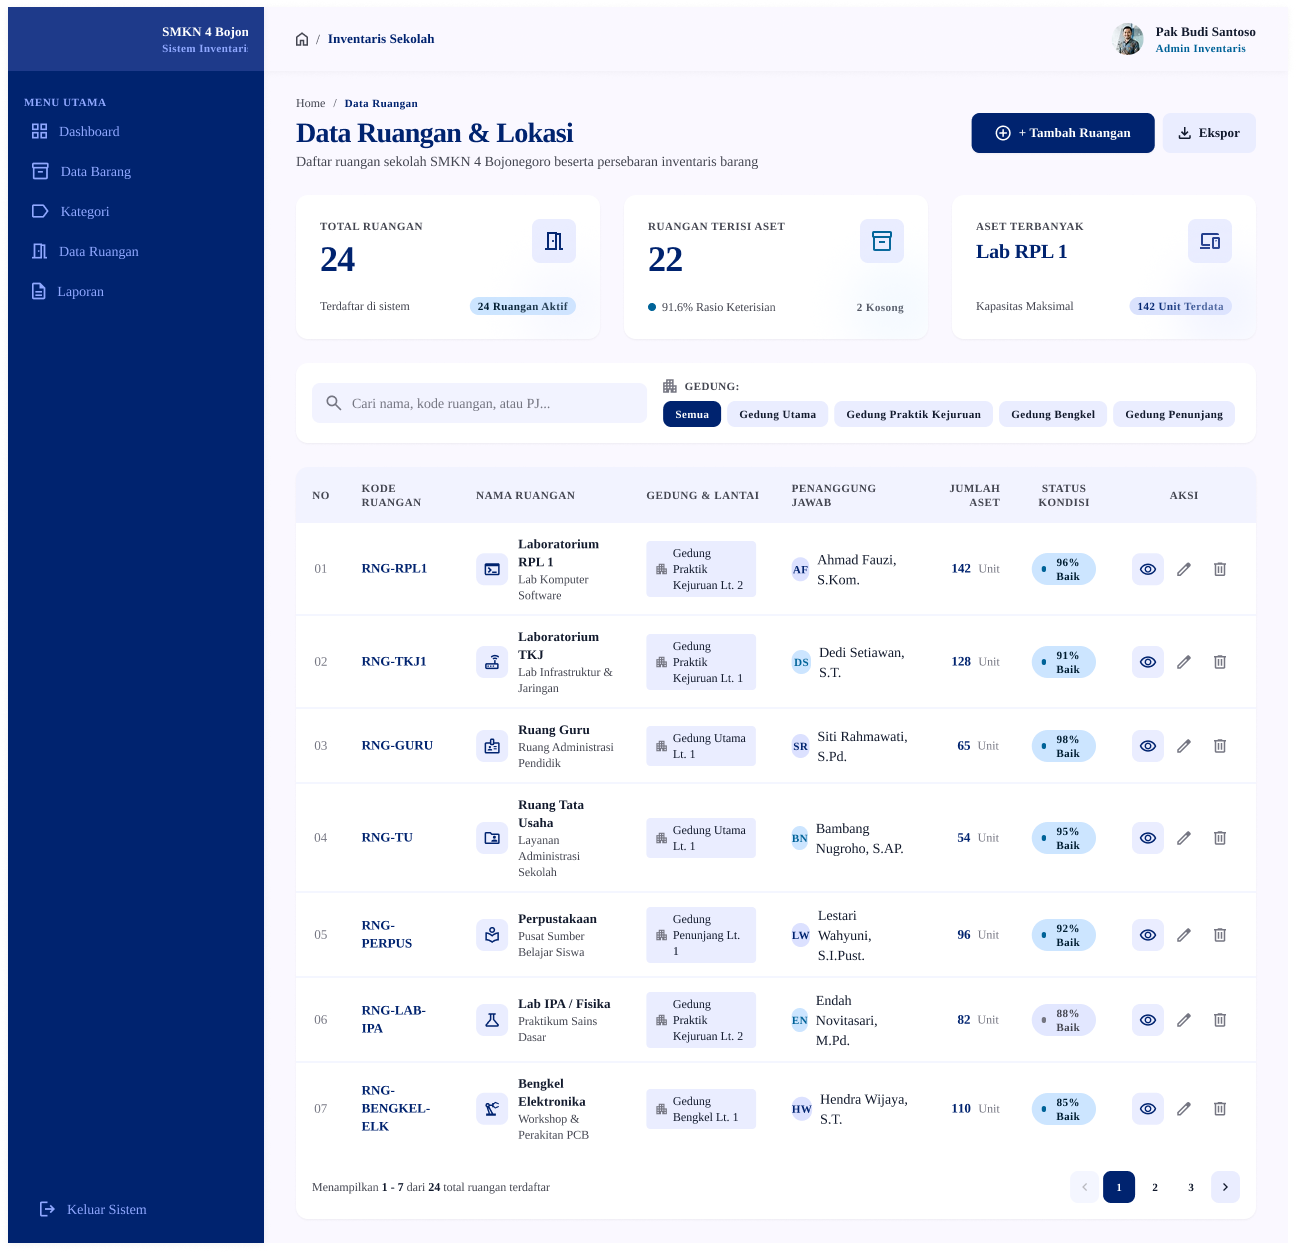 SMKN 4 Bojon
Sistem Inventari
MENU UTAMA
Dashboard
Data Barang
Kategori
Data Ruangan
Laporan
Keluar Sistem
/ Inventaris Sekolah
Pak Budi Santoso
Admin Inventaris
Home / Data Ruangan
Data Ruangan & Lokasi
Daftar ruangan sekolah SMKN 4 Bojonegoro beserta persebaran inventaris barang
+ Tambah Ruangan
Ekspor
TOTAL RUANGAN
24
Terdaftar di sistem
24 Ruangan Aktif
RUANGAN TERISI ASET
22
91.6% Rasio Keterisian
2 Kosong
ASET TERBANYAK
Lab RPL 1
Kapasitas Maksimal
142 Unit Terdata
Cari nama, kode ruangan, atau PJ...
GEDUNG:
Semua
Gedung Utama
Gedung Praktik Kejuruan
Gedung Bengkel
Gedung Penunjang
NO
KODE
RUANGAN
NAMA RUANGAN
GEDUNG & LANTAI
PENANGGUNG
JAWAB
JUMLAH
ASET
STATUS
KONDISI
AKSI
01
RNG-RPL1
Laboratorium
RPL 1
Lab Komputer
Software
Gedung
Praktik
Kejuruan Lt. 2
AF
Ahmad Fauzi,
S.Kom.
142 Unit
96%
Baik
02
RNG-TKJ1
Laboratorium
TKJ
Lab Infrastruktur &
Jaringan
Gedung
Praktik
Kejuruan Lt. 1
DS
Dedi Setiawan,
S.T.
128 Unit
91%
Baik
03
RNG-GURU
Ruang Guru
Ruang Administrasi
Pendidik
Gedung Utama
Lt. 1
SR
Siti Rahmawati,
S.Pd.
65 Unit
98%
Baik
04
RNG-TU
Ruang Tata
Usaha
Layanan
Administrasi
Sekolah
Gedung Utama
Lt. 1
BN
Bambang
Nugroho, S.AP.
54 Unit
95%
Baik
05
RNG-
PERPUS
Perpustakaan
Pusat Sumber
Belajar Siswa
Gedung
Penunjang Lt.
1
LW
Lestari
Wahyuni,
S.I.Pust.
96 Unit
92%
Baik
06
RNG-LAB-
IPA
Lab IPA / Fisika
Praktikum Sains
Dasar
Gedung
Praktik
Kejuruan Lt. 2
EN
Endah
Novitasari,
M.Pd.
82 Unit
88%
Baik
07
RNG-
BENGKEL-
ELK
Bengkel
Elektronika
Workshop &
Perakitan PCB
Gedung
Bengkel Lt. 1
HW
Hendra Wijaya,
S.T.
110 Unit
85%
Baik
Menampilkan 1 - 7 dari 24 total ruangan terdaftar
1
2
3